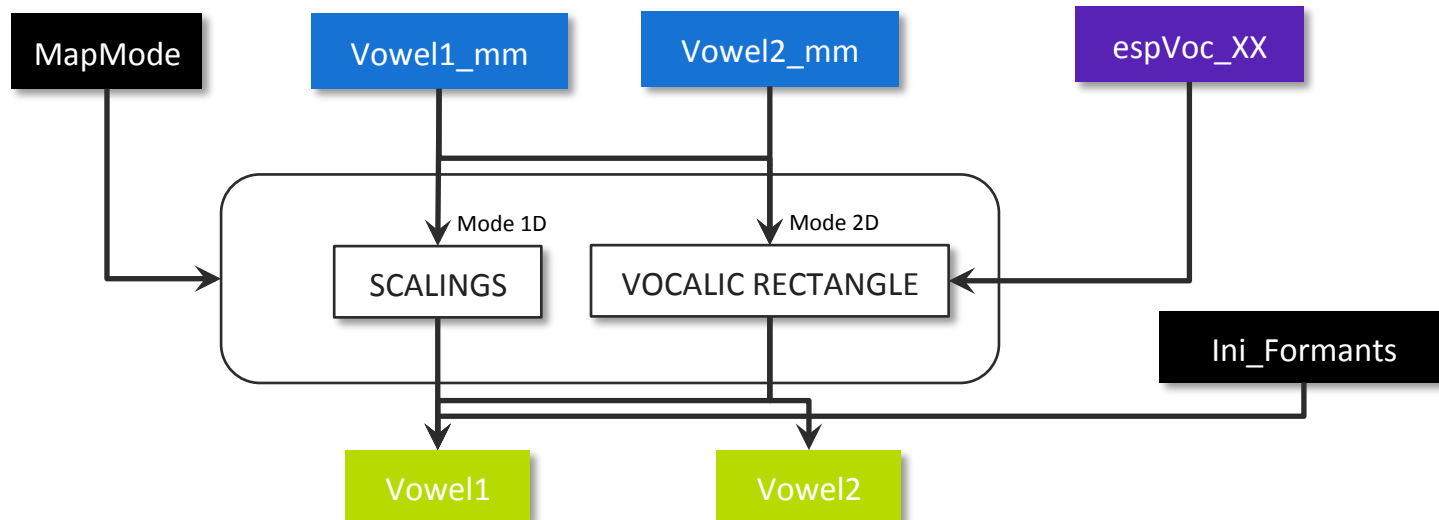 MapMode
Vowel1_mm
Vowel2_mm
espVoc_XX
Mode 1D
Mode 2D
SCALINGS
VOCALIC RECTANGLE
Ini_Formants
Vowel1
Vowel2